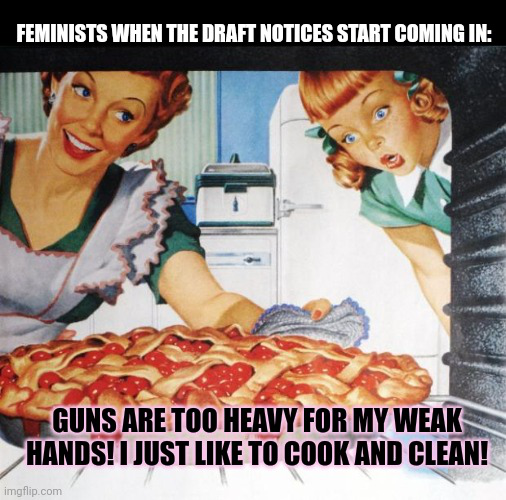 FEMINISTS WHEN THE DRAFT NOTICES START COMING IN:
GUNS ARE TOO HEAVY FOR MY WEAK
HANDS! I JUST LIKE TO COOK AND CLEAN!
imgflip.com